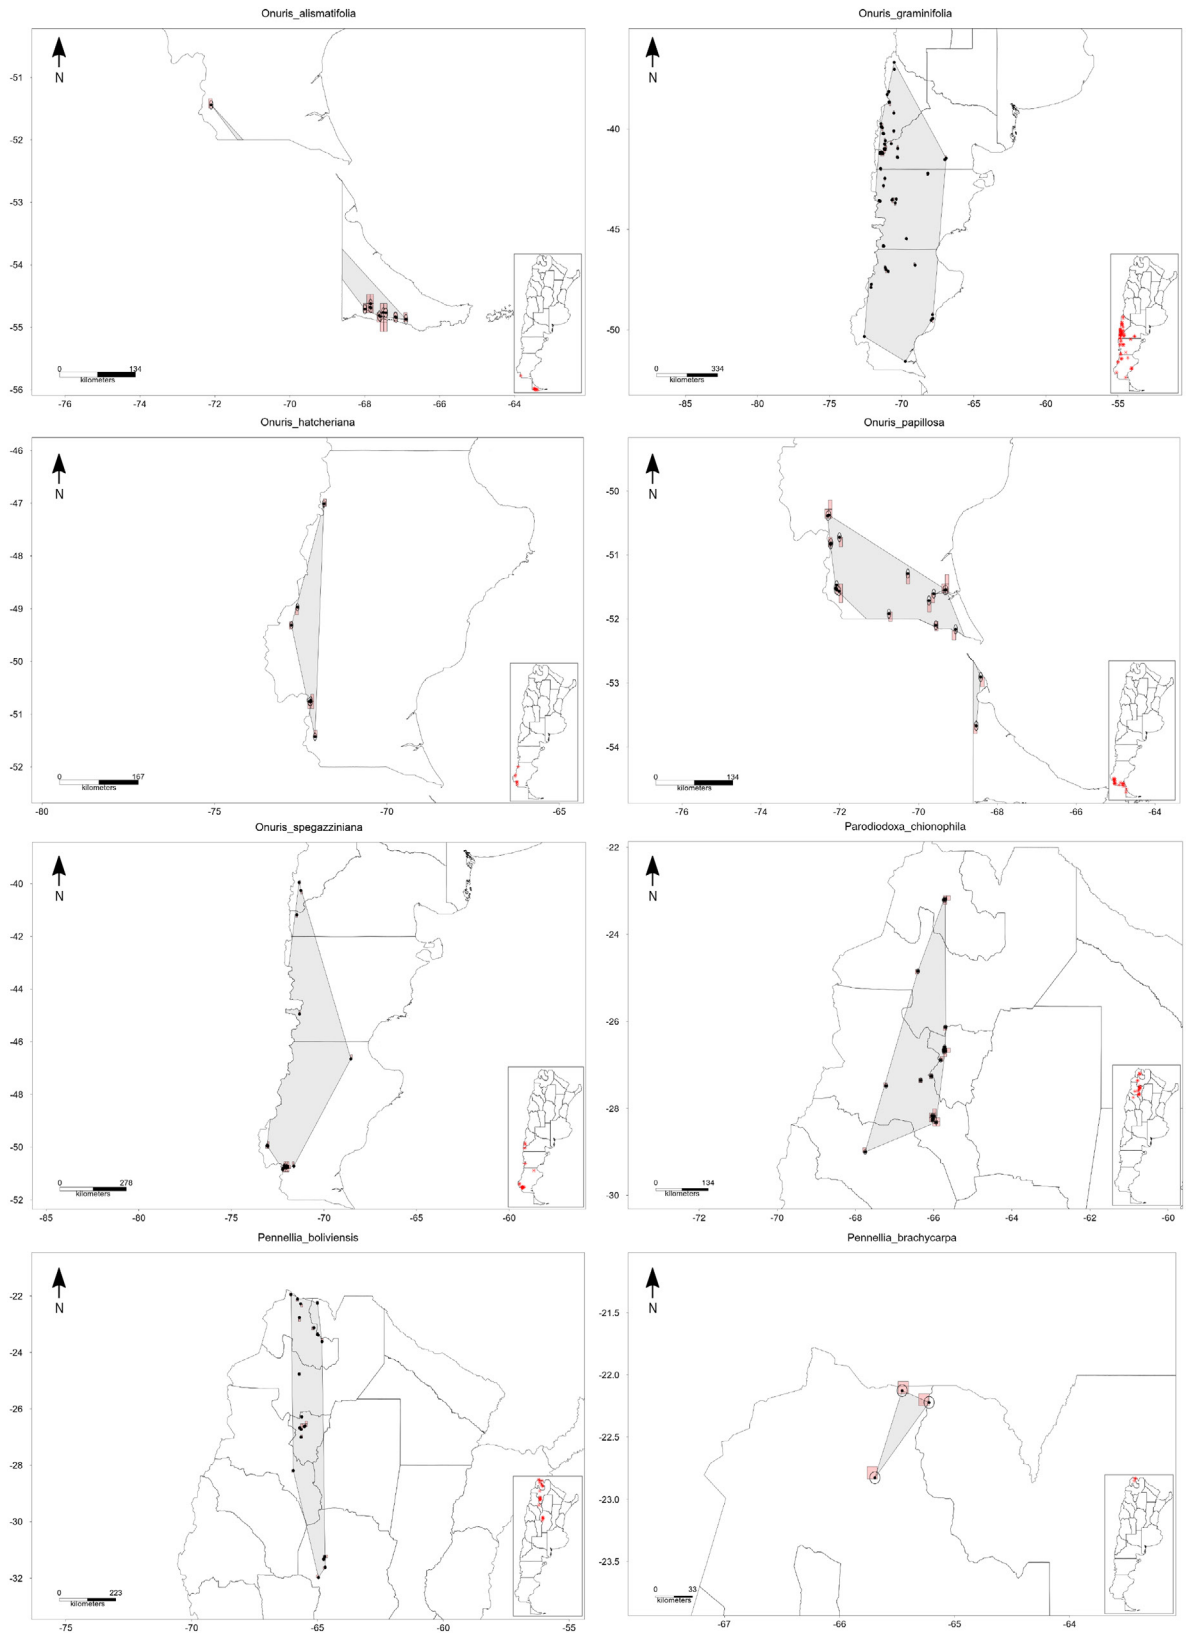 Onuris_alismatifolia
N
-51
-52
-53
-54
-55
-56
0 134
kilometers
-76 -74 -72 -70 -68 -66 -64
Onuris_graminifolia
N
-40
-45
-50
0 334
kilometers
-85 -80 -75 -70 -65 -60 -55
Onuris_hatcheriana
N
-46
-47
-48
-49
-50
-51
-52
0 167
kilometers
-80 -75 -70 -65
Onuris_papillosa
N
-50
-51
-52
-53
-54
0 134
kilometers
-76 -74 -72 -70 -68 -66 -64
Onuris_spegazziniana
N
-40
-42
-44
-46
-48
-50
-52
0 278
kilometers
-85 -80 -75 -70 -65 -60
Parodiodoxa_chionophila
N
-22
-24
-26
-28
-30
0 134
kilometers
-72 -70 -68 -66 -64 -62 -60
Pennellia_boliviensis
N
-22
-24
-26
-28
-30
-32
0 223
kilometers
-75 -70 -65 -60 -55
Pennellia_brachycarpa
N
-21.5
-22.0
-22.5
-23.0
-23.5
0 33
kilometers
-67 -66 -65 -64